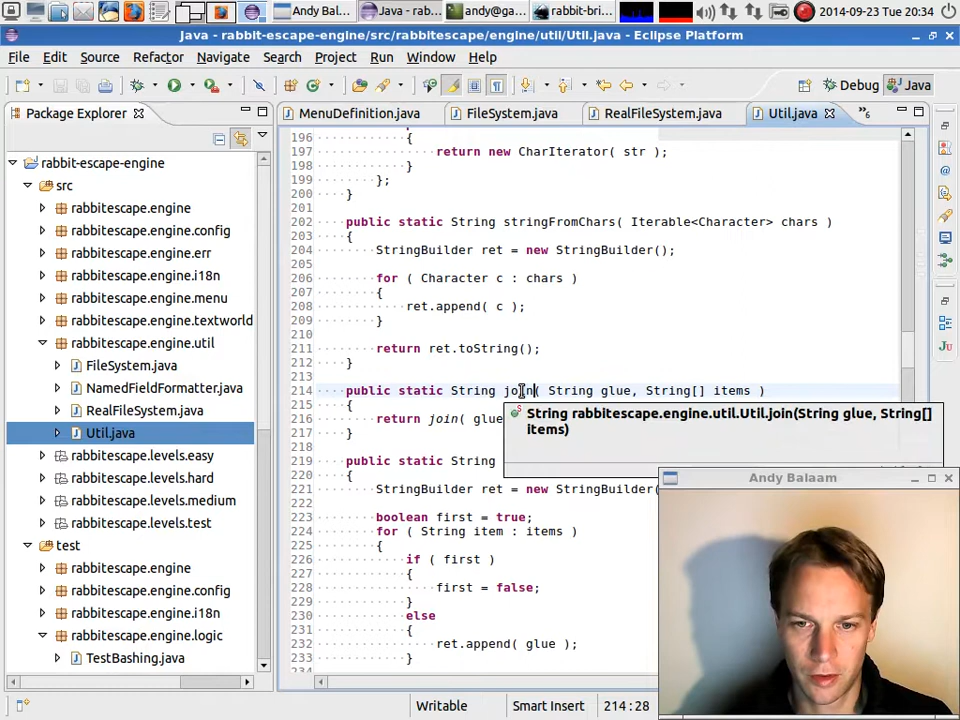 Andy Bal...
Java - rab...
andy@ga...
rabbit-bri...
2014-09-23 Tue 20:34
Java - rabbit-escape-engine/src/rabbitescape/engine/util/Util.java - Eclipse Platform
File Edit Source Refactor Navigate Search Project Run Window Help
Debug Java
Package Explorer
MenuDefinition.java FileSystem.java RealFileSystem.java Util.java
rabbit-escape-engine
src
rabbitescape.engine
rabbitescape.engine.config
rabbitescape.engine.err
rabbitescape.engine.i18n
rabbitescape.engine.menu
rabbitescape.engine.textworld
rabbitescape.engine.util
FileSystem.java
NamedFieldFormatter.java
RealFileSystem.java
Util.java
rabbitescape.levels.easy
rabbitescape.levels.hard
rabbitescape.levels.medium
rabbitescape.levels.test
test
rabbitescape.engine
rabbitescape.engine.config
rabbitescape.engine.i18n
rabbitescape.engine.logic
TestBashing.java
196 {
197 return new CharIterator( str );
198 }
199 };
200 }
201
202 public static String stringFromChars( Iterable<Character> chars )
203 {
204 StringBuilder ret = new StringBuilder();
205
206 for ( Character c : chars )
207 {
208 ret.append( c );
209 }
210
211 return ret.toString();
212 }
213
214 public static String join( String glue, String[] items )
215 {
216 return join( glue
217 }
218
219 public static String
220 {
221 StringBuilder ret = new StringBuilder(
222
223 boolean first = true;
224 for ( String item : items )
225 {
226 if ( first )
227 {
228 first = false;
229 }
230 else
231 {
232 ret.append( glue );
233 }
String rabbitescape.engine.util.Util.join(String glue, String[]
items)
Andy Balaam
Writable Smart Insert 214:28